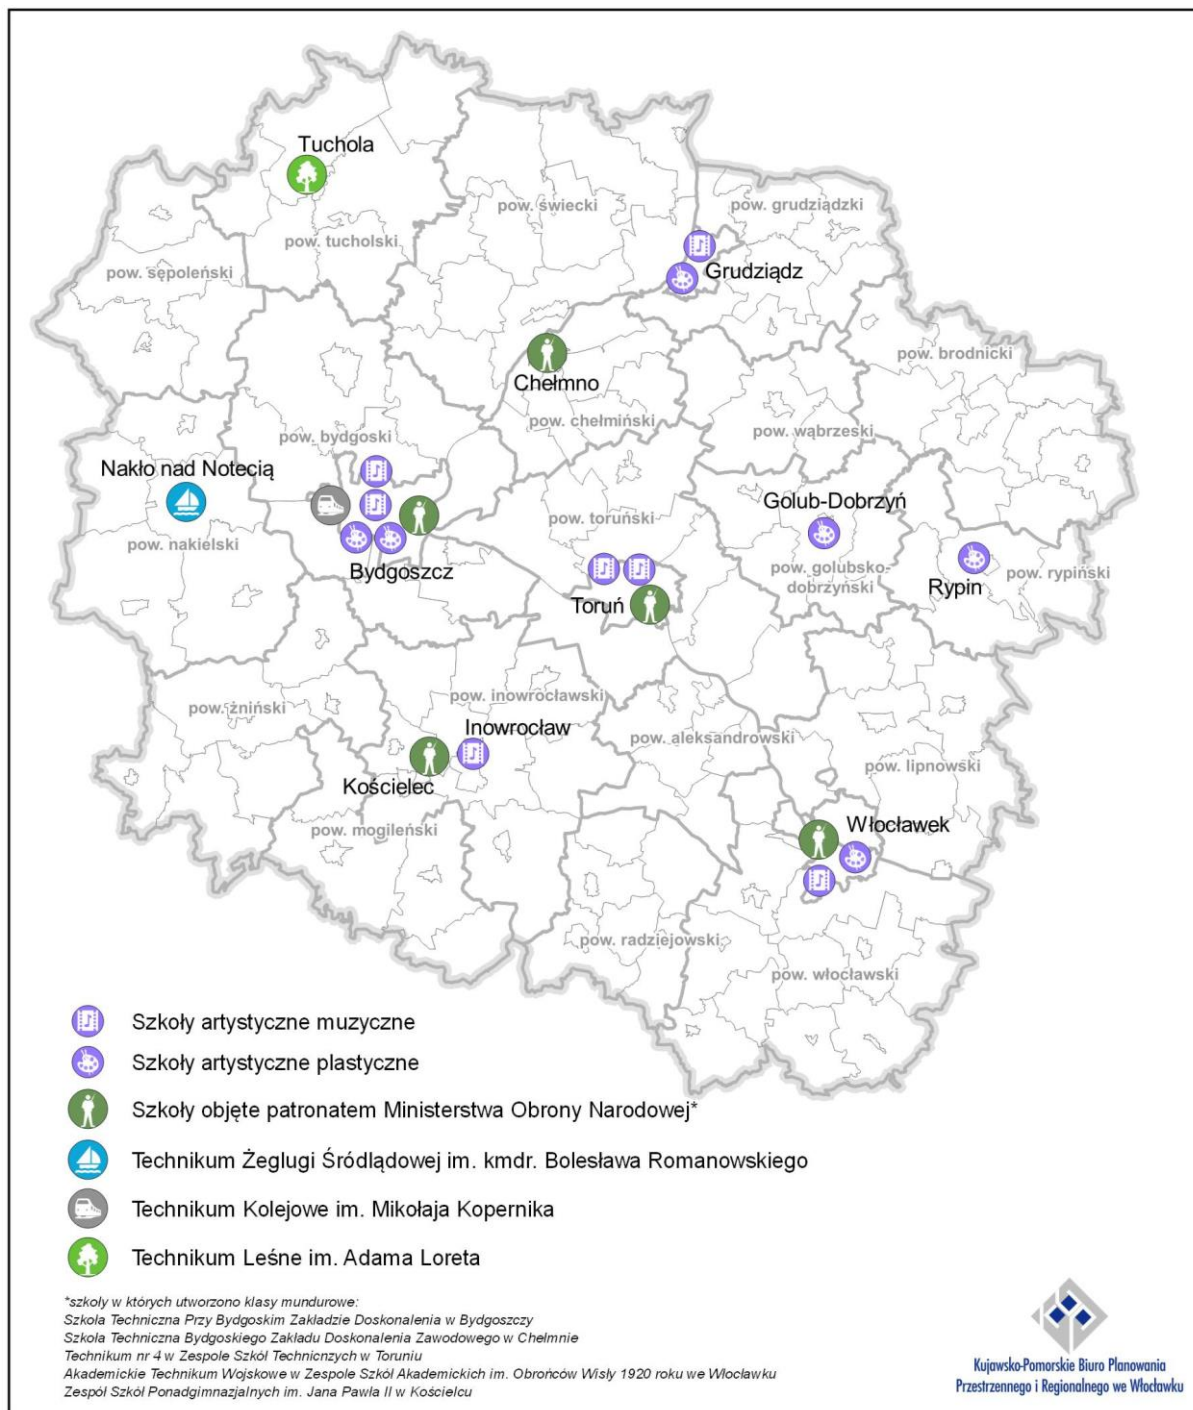 Tuchola
pow. świecki
pow. grudziądzki
pow. tucholski
pow. sępoleński
Grudziądz
pow. brodnicki
Chełmno
pow. chełmiński
pow. wąbrzeski
pow. bydgoski
Nakło nad Notecią
Golub-Dobrzyń
pow. toruński
pow. nakielski
Bydgoszcz
pow. golubsko-
dobrzyński
Rypin
pow. rypiński
Toruń
pow. inowrocławski
pow. żniński
Inowrocław
pow. aleksandrowski
pow. lipnowski
Kościelec
Włocławek
pow. mogileński
pow. radziejowski
pow. włocławski
Szkoły artystyczne muzyczne
Szkoły artystyczne plastyczne
Szkoły objęte patronatem Ministerstwa Obrony Narodowej*
Technikum Żeglugi Śródlądowej im. kmdr. Bolesława Romanowskiego
Technikum Kolejowe im. Mikołaja Kopernika
Technikum Leśne im. Adama Loreta
*szkoły w których utworzono klasy mundurowe:
Szkoła Techniczna Przy Bydgoskim Zakładzie Doskonalenia w Bydgoszczy
Szkoła Techniczna Bydgoskiego Zakładu Doskonalenia Zawodowego w Chełmnie
Technikum nr 4 w Zespole Szkół Technicnzych w Toruniu
Akademickie Technikum Wojskowe w Zespole Szkół Akademickich im. Obrońców Wisły 1920 roku we Włocławku
Zespół Szkół Ponadgimnazjalnych im. Jana Pawła II w Kościelcu
Kujawsko-Pomorskie Biuro Planowania
Przestrzennego i Regionalnego we Włocławku